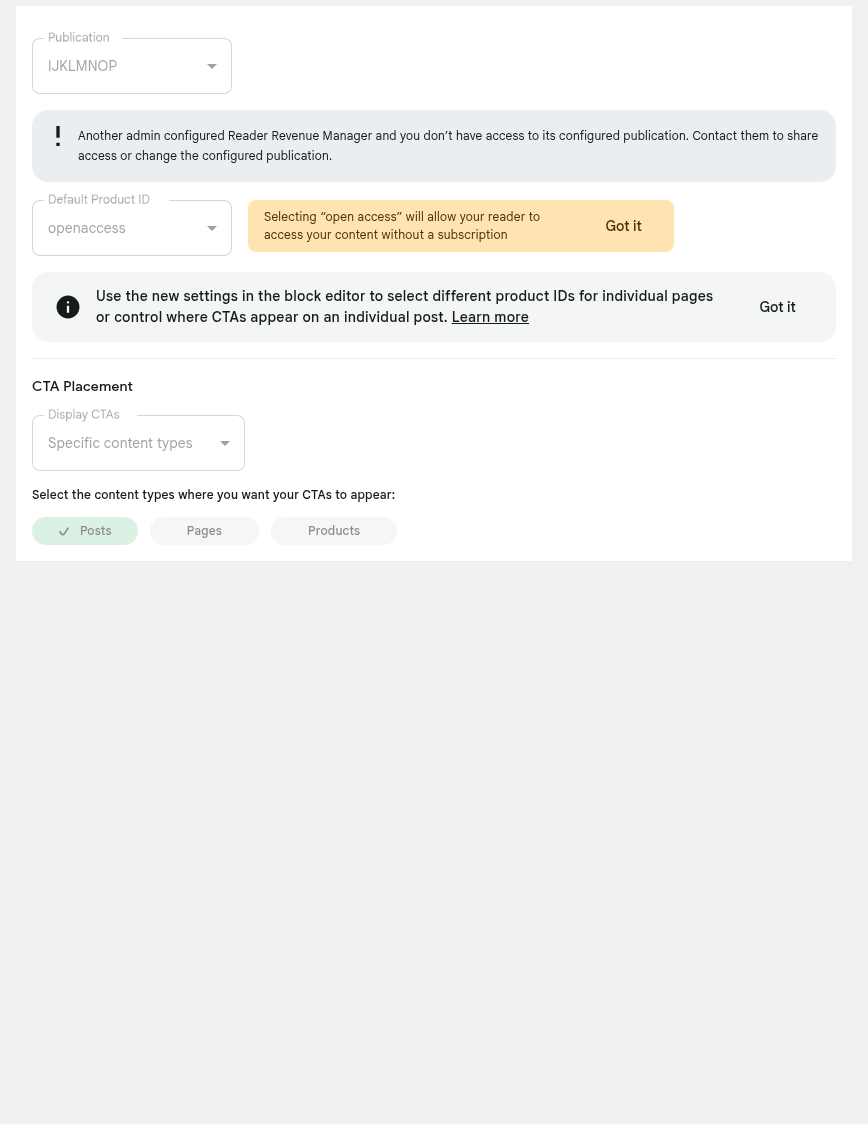 Publication
IJKLMNOP
Another admin configured Reader Revenue Manager and you don’t have access to its configured publication. Contact them to share
access or change the configured publication.
Default Product ID
openaccess
Selecting “open access” will allow your reader to
access your content without a subscription
Got it
Use the new settings in the block editor to select different product IDs for individual pages
or control where CTAs appear on an individual post. Learn more
Got it
CTA Placement
Display CTAs
Specific content types
Select the content types where you want your CTAs to appear:
Posts
Pages
Products